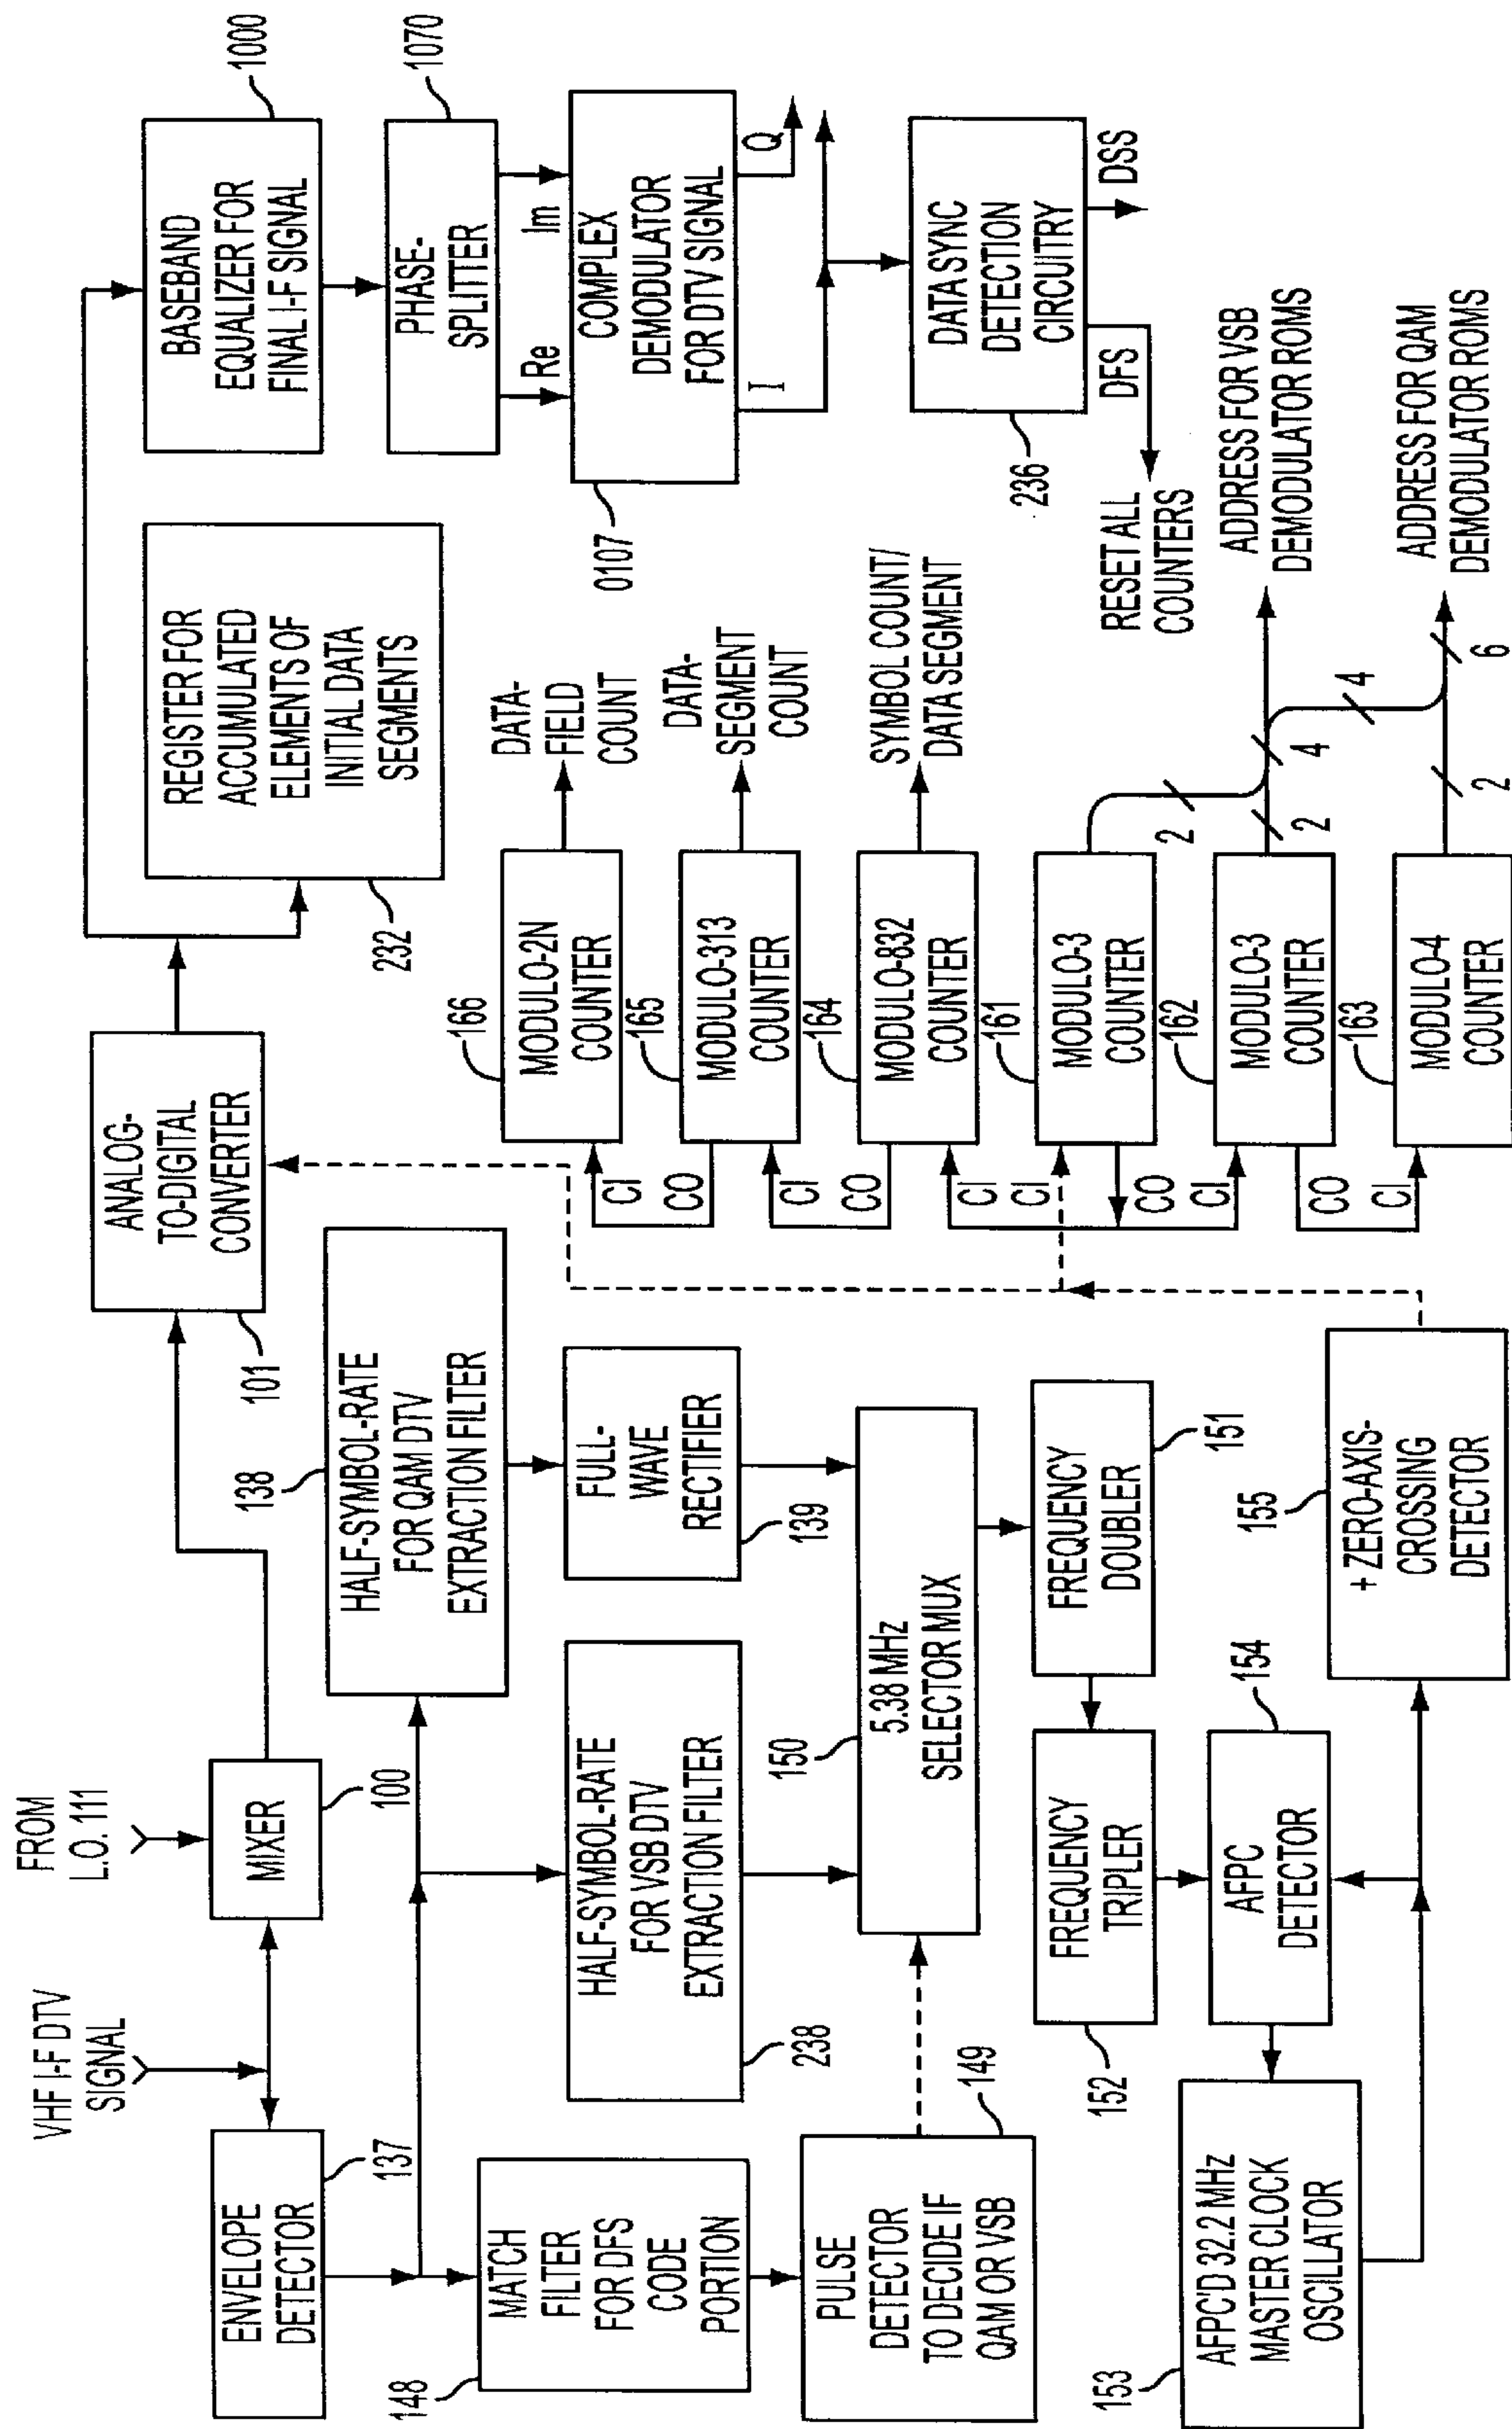 VHF I-F DTV
SIGNAL
FROM
L.O. 111
ENVELOPE
DETECTOR
137
MIXER
100
ANALOG-
TO-DIGITAL
CONVERTER
101
REGISTER FOR
ACCUMULATED
ELEMENTS OF
INITIAL DATA
SEGMENTS
232
BASEBAND
EQUALIZER FOR
FINAL I-F SIGNAL
1000
PHASE-
SPLITTER
1070
Re
Im
COMPLEX
DEMODULATOR
FOR DTV SIGNAL
0107
I
Q
DATA SYNC
DETECTION
CIRCUITRY
236
DFS
DSS
RESET ALL
COUNTERS
MATCH
FILTER
FOR DFS
CODE
PORTION
148
HALF-SYMBOL-RATE
FOR VSB DTV
EXTRACTION FILTER
238
HALF-SYMBOL-RATE
FOR QAM DTV
EXTRACTION FILTER
138
FULL-
WAVE
RECTIFIER
139
PULSE
DETECTOR
TO DECIDE IF
QAM OR VSB
149
5.38 MHz
SELECTOR MUX
150
FREQUENCY
DOUBLER
151
FREQUENCY
TRIPLER
152
AFPC
DETECTOR
154
AFPC'D 32.2 MHz
MASTER CLOCK
OSCILLATOR
153
+ ZERO-AXIS-
CROSSING
DETECTOR
155
166
MODULO-2N
COUNTER
CI
DATA-
FIELD
COUNT
165
MODULO-313
COUNTER
CO
CI
DATA-
SEGMENT
COUNT
164
MODULO-832
COUNTER
CO
CI
SYMBOL COUNT/
DATA SEGMENT
161
MODULO-3
COUNTER
CI
CO
2
162
MODULO-3
COUNTER
CI
CO
2
4
4
ADDRESS FOR VSB
DEMODULATOR ROMS
163
MODULO-4
COUNTER
CI
2
6
ADDRESS FOR QAM
DEMODULATOR ROMS